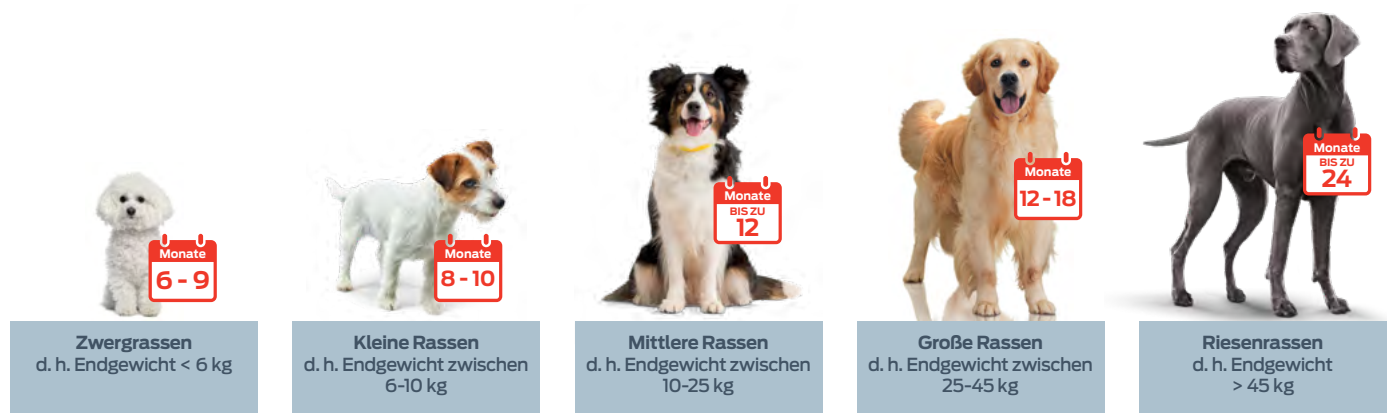 Monate
6 - 9
Zwergrassen
d. h. Endgewicht < 6 kg
Monate
8 - 10
Kleine Rassen
d. h. Endgewicht zwischen
6-10 kg
Monate
BIS ZU
12
Mittlere Rassen
d. h. Endgewicht zwischen
10-25 kg
Monate
12 - 18
Große Rassen
d. h. Endgewicht zwischen
25-45 kg
Monate
BIS ZU
24
Riesenrassen
d. h. Endgewicht
> 45 kg